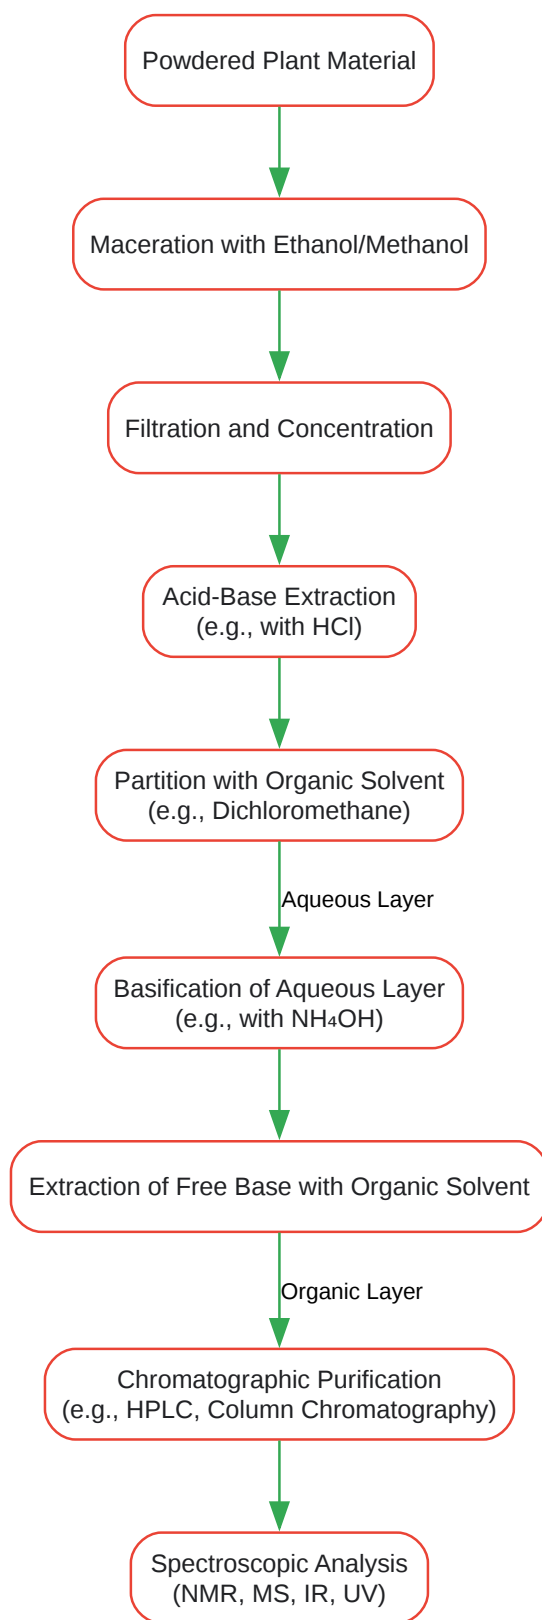 Powdered Plant Material
Maceration with Ethanol/Methanol
Filtration and Concentration
Acid-Base Extraction
(e.g., with HCl)
Partition with Organic Solvent
(e.g., Dichloromethane)
Aqueous Layer
Basification of Aqueous Layer
(e.g., with NH₄OH)
Extraction of Free Base with Organic Solvent
Organic Layer
Chromatographic Purification
(e.g., HPLC, Column Chromatography)
Spectroscopic Analysis
(NMR, MS, IR, UV)